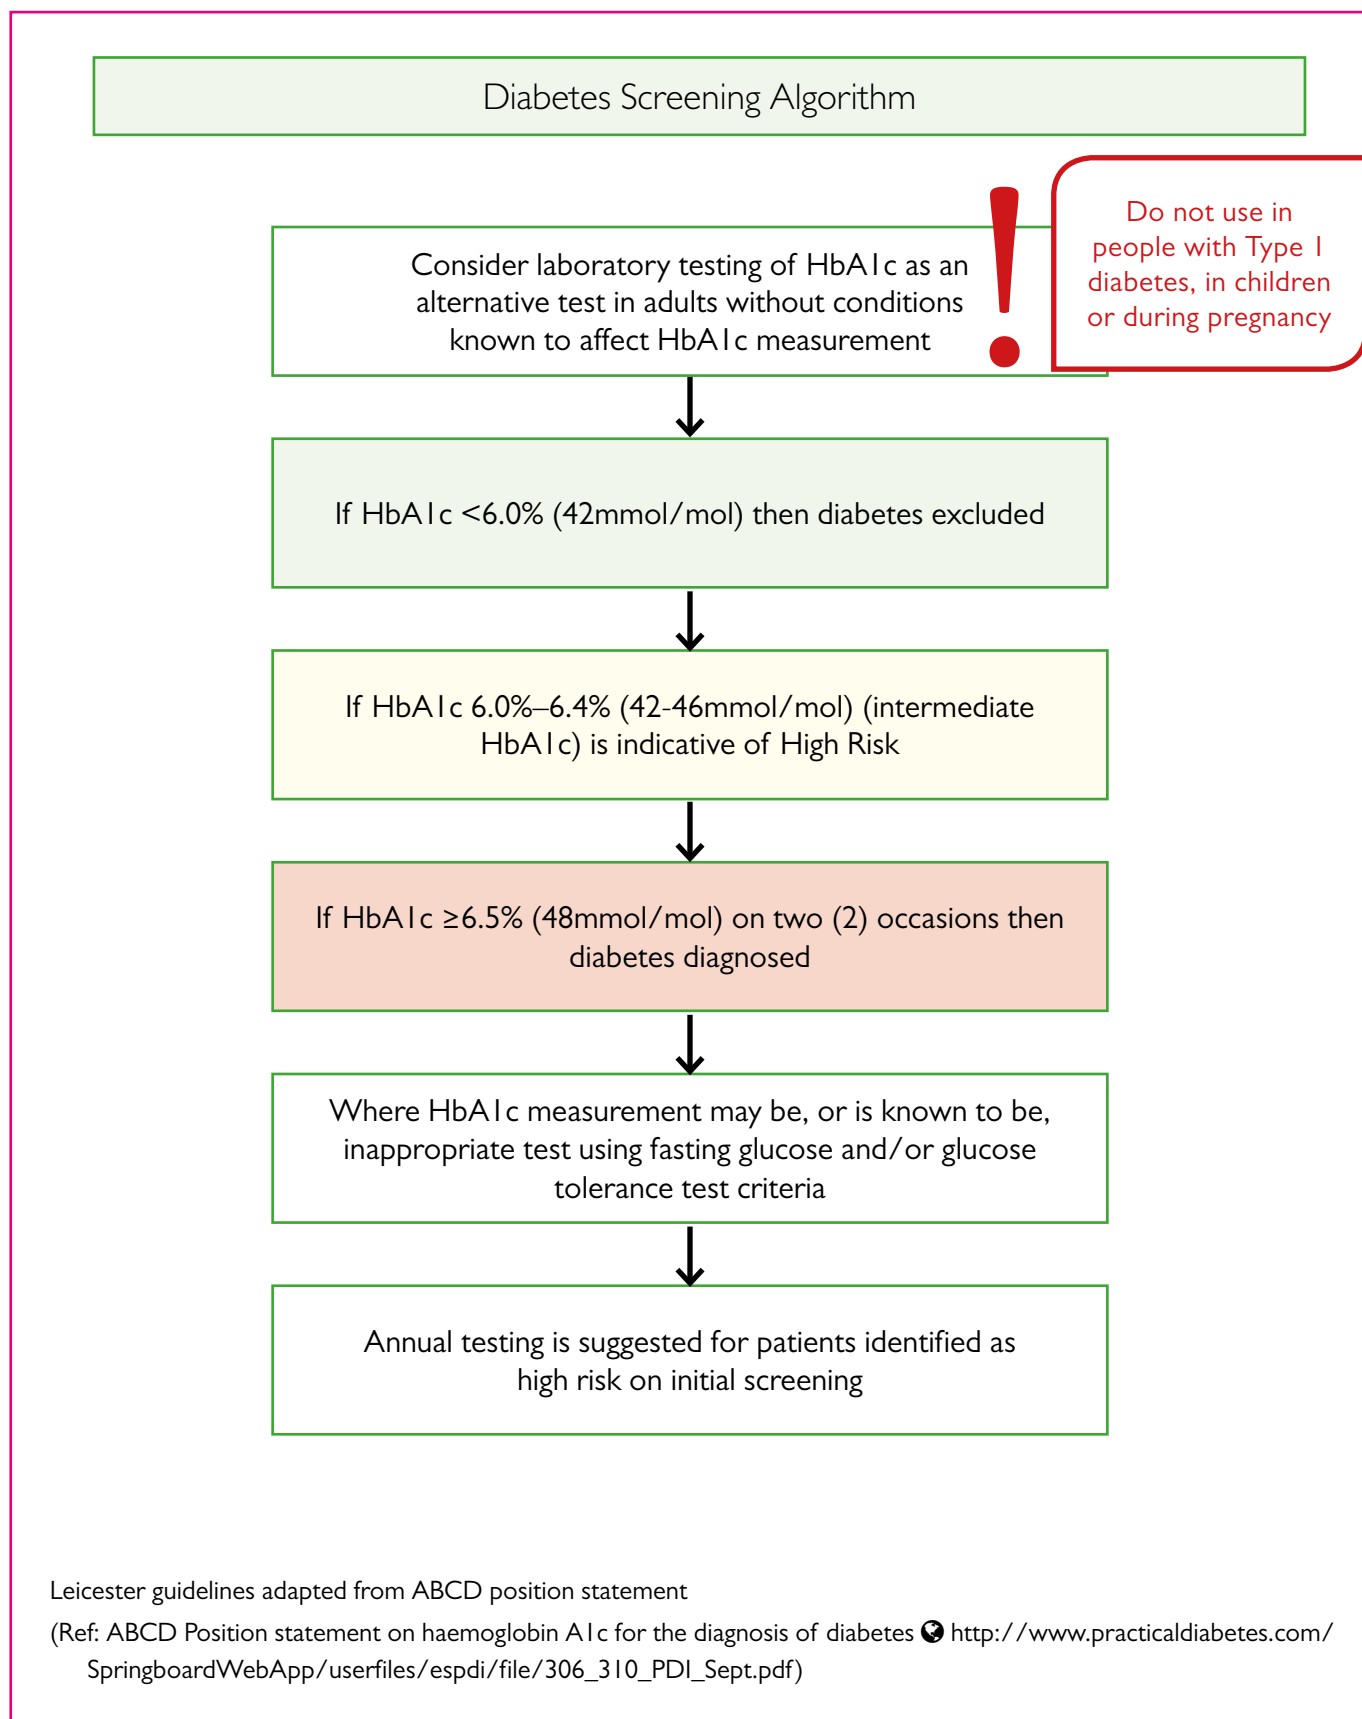 Diabetes Screening Algorithm
Do not use in
people with Type 1
diabetes, in children
or during pregnancy
!
Consider laboratory testing of HbA1c as an
alternative test in adults without conditions
known to affect HbA1c measurement
If HbA1c <6.0% (42mmol/mol) then diabetes excluded
If HbA1c 6.0%–6.4% (42-46mmol/mol) (intermediate
HbA1c) is indicative of High Risk
If HbA1c ≥6.5% (48mmol/mol) on two (2) occasions then
diabetes diagnosed
Where HbA1c measurement may be, or is known to be,
inappropriate test using fasting glucose and/or glucose
tolerance test criteria
Annual testing is suggested for patients identified as
high risk on initial screening
Leicester guidelines adapted from ABCD position statement
(Ref: ABCD Position statement on haemoglobin A1c for the diagnosis of diabetes http://www.practicaldiabetes.com/
SpringboardWebApp/userfiles/espdi/file/306_310_PDI_Sept.pdf)